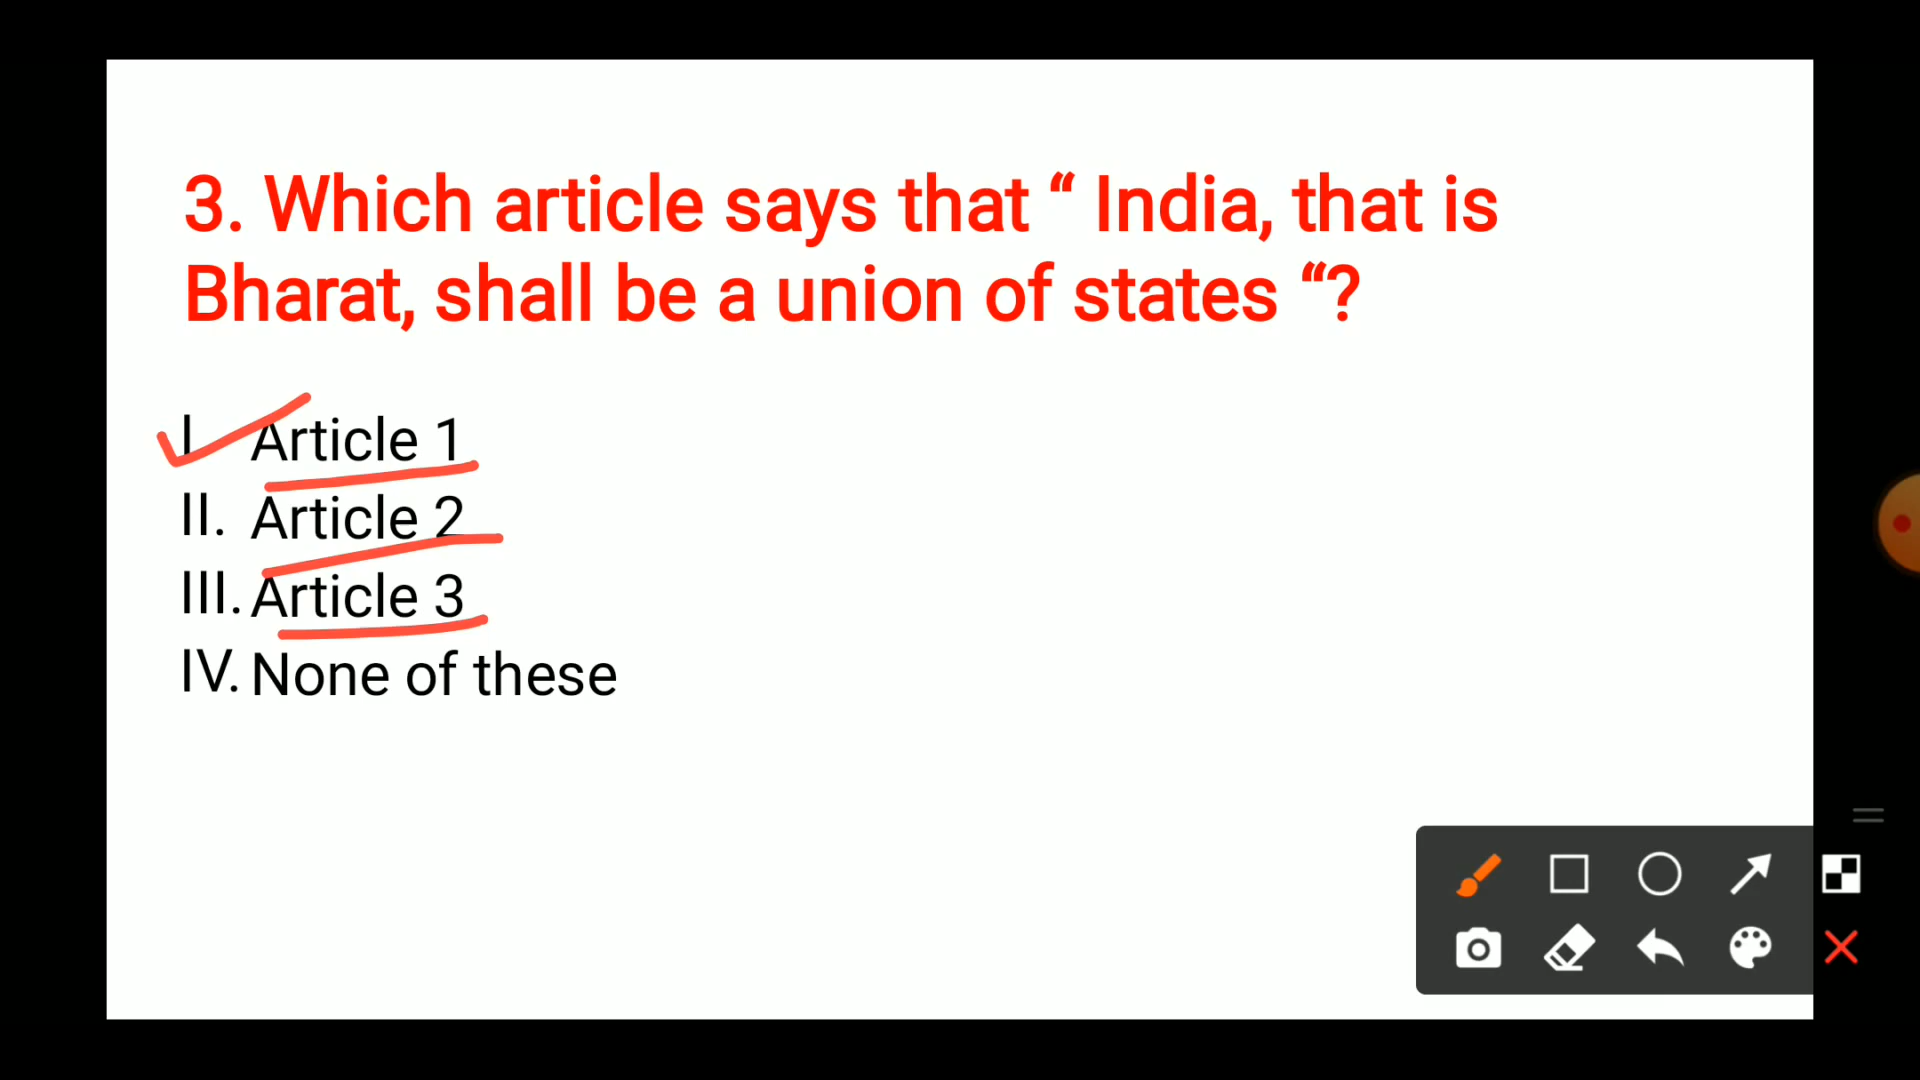 3. Which article says that “ India, that is
Bharat, shall be a union of states “?
I. Article 1
II. Article 2
III. Article 3
IV. None of these